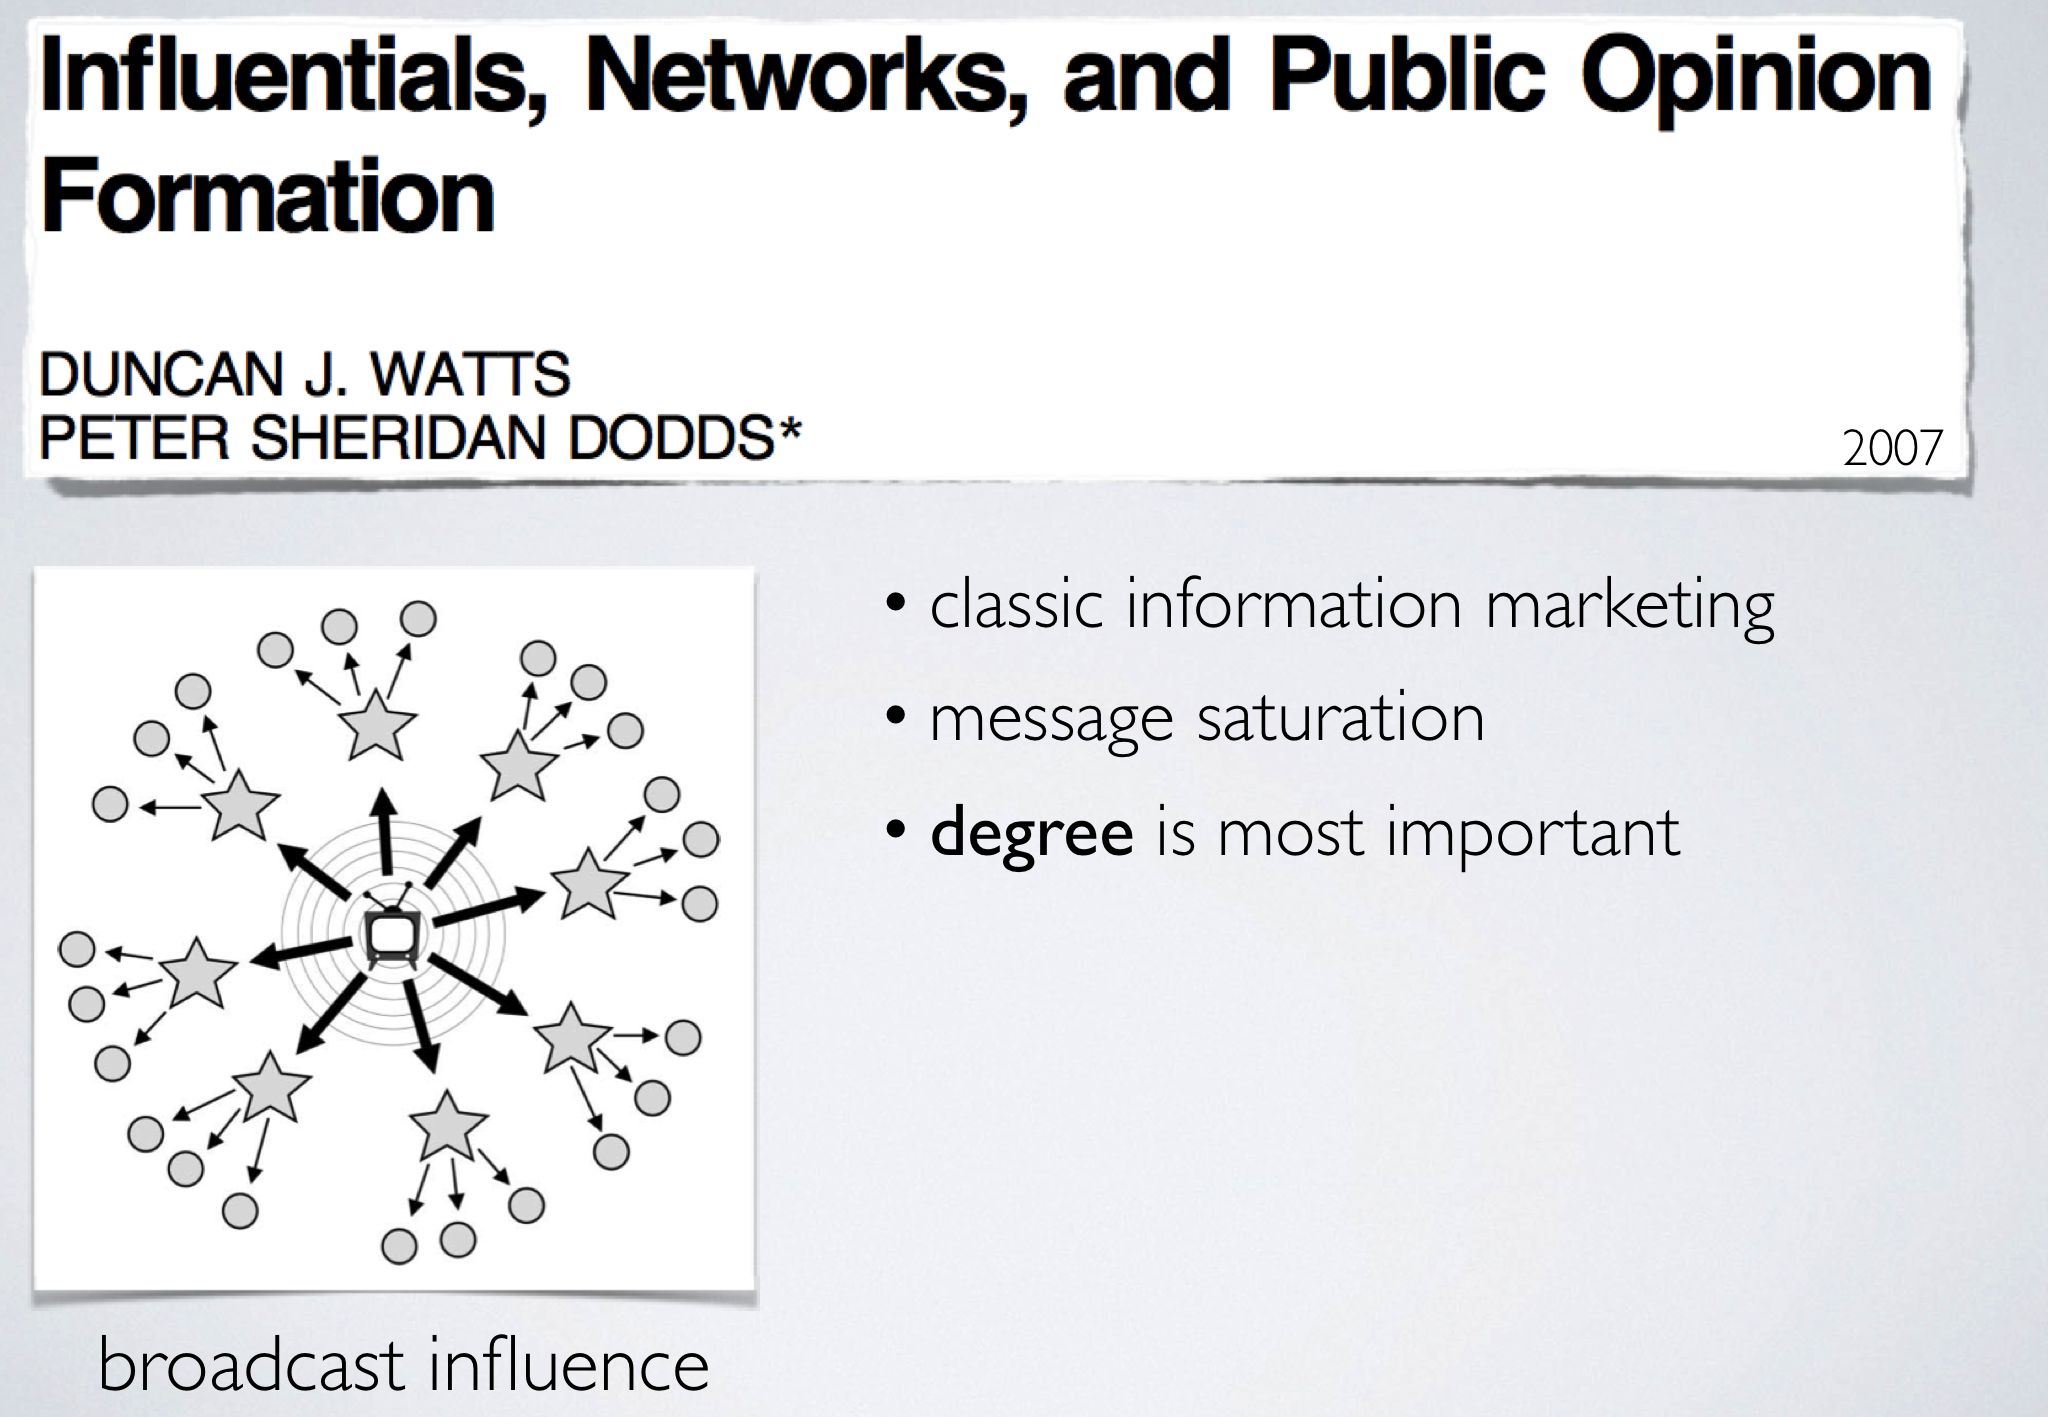 Influentials, Networks, and Public Opinion
Formation
DUNCAN J. WATTS
PETER SHERIDAN DODDS*
2007
• classic information marketing
• message saturation
• degree is most important
broadcast influence